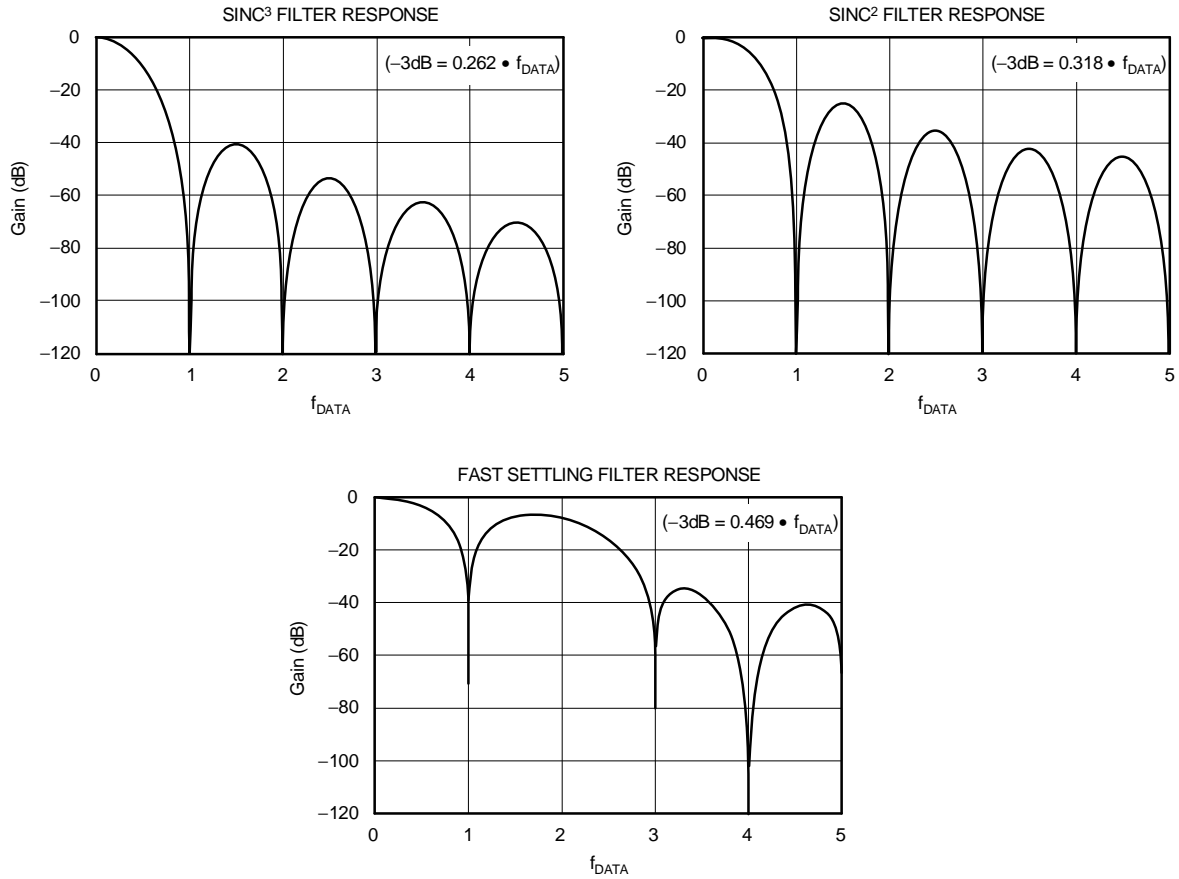 SINC³ FILTER RESPONSE
0
–20
–40
–60
–80
–100
–120
Gain (dB)
(–3dB = 0.262 • fDATA)
0 1 2 3 4 5
fDATA
SINC² FILTER RESPONSE
0
–20
–40
–60
–80
–100
–120
Gain (dB)
(–3dB = 0.318 • fDATA)
0 1 2 3 4 5
fDATA
FAST SETTLING FILTER RESPONSE
0
–20
–40
–60
–80
–100
–120
Gain (dB)
(–3dB = 0.469 • fDATA)
0 1 2 3 4 5
fDATA